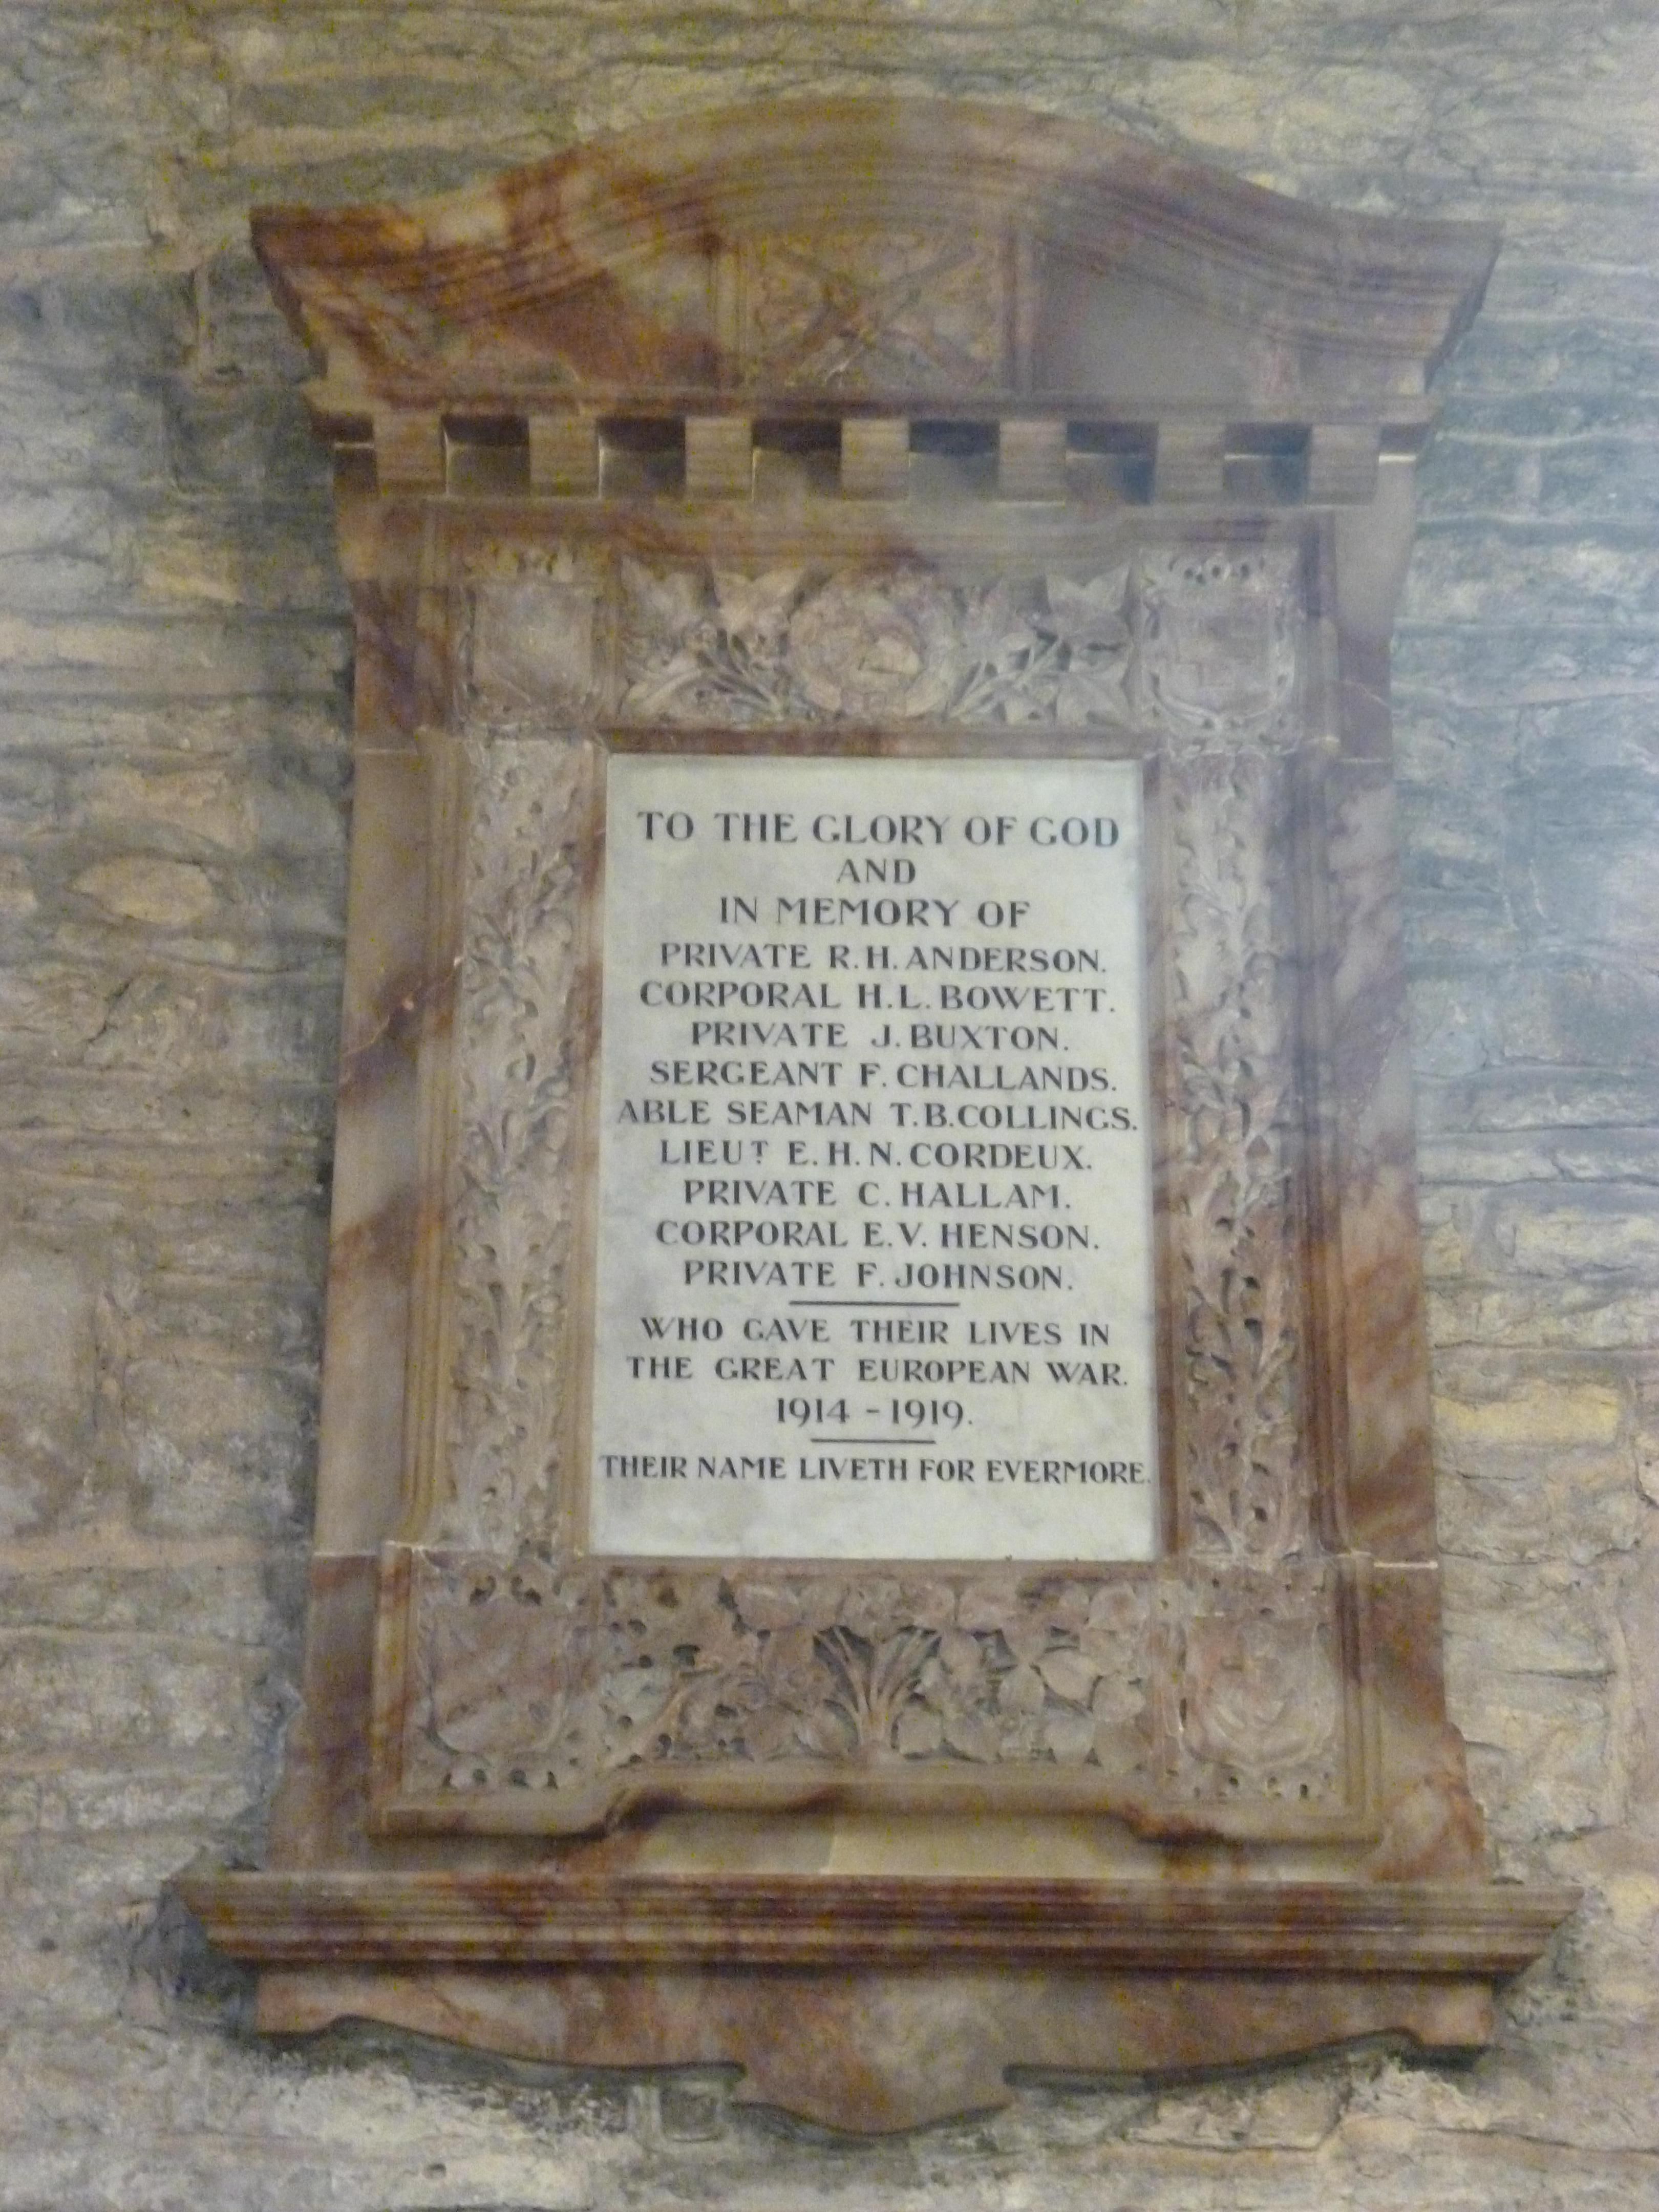 TO THE GLORY OF GOD
AND
IN MEMORY OF
PRIVATE R.H. ANDERSON.
CORPORAL H.L. BOWETT.
PRIVATE J. BUXTON.
SERGEANT F. CHALLANDS.
ABLE SEAMAN T.B. COLLINGS.
LIEUT E.H.N. CORDEUX.
PRIVATE C. HALLAM.
CORPORAL E.V. HENSON.
PRIVATE F. JOHNSON.
WHO GAVE THEIR LIVES IN
THE GREAT EUROPEAN WAR.
1914 - 1919.
THEIR NAME LIVETH FOR EVERMORE.